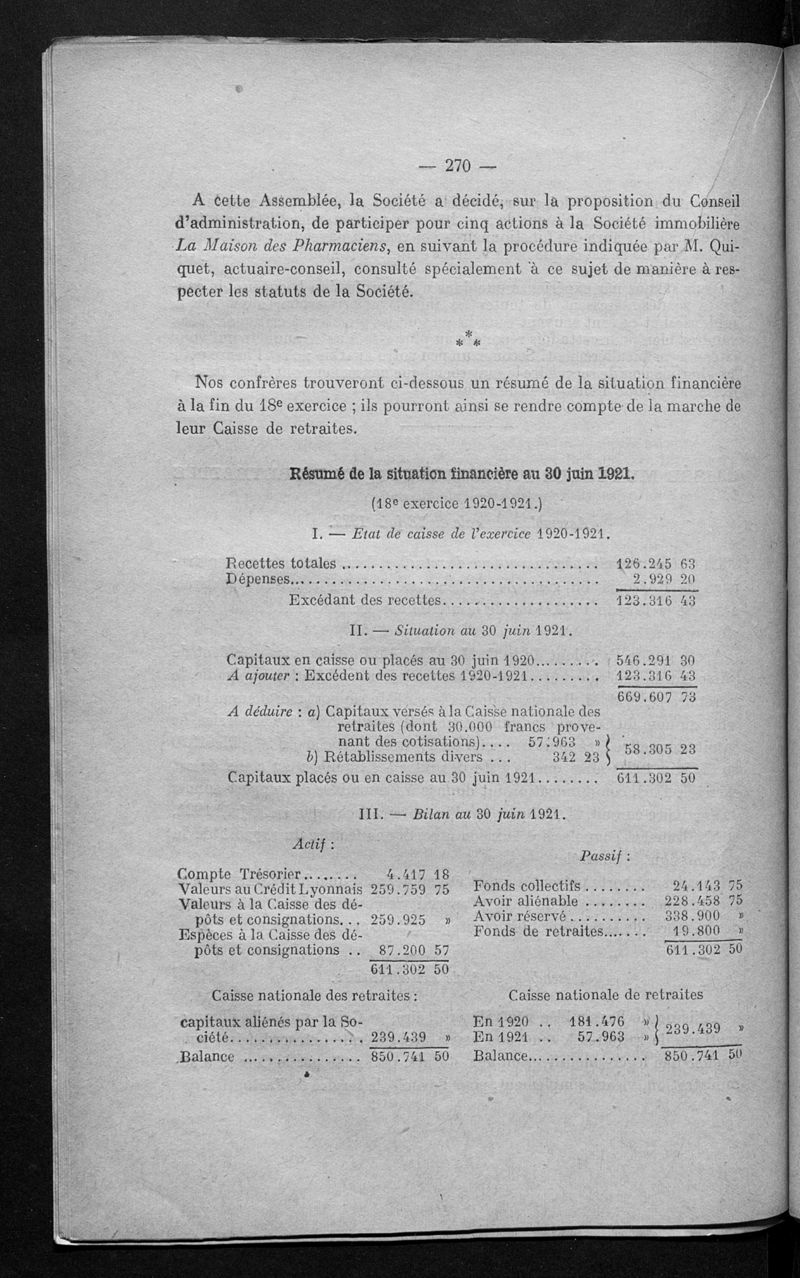 — 270 —
A cette Assemblée, la Société a décidé, sur la proposition du Conseil
d'administration, de participer pour cinq actions à la Société immobilière
La Maison des Pharmaciens, en suivant la procédure indiquée par M. Qui-
quet, actuaire-conseil, consulté spécialement à ce sujet de manière à res-
pecter les statuts de la Société.
*
* *
Nos confrères trouveront ci-dessous un résumé de la situation financière
à la fin du 18e exercice ; ils pourront ainsi se rendre compte de la marche de
leur Caisse de retraites.
Résumé de la situation financière au 30 juin 1921.
(18e exercice 1920-1921.)
I. — Etat de caisse de l'exercice 1920-1921.
Recettes totales .................................. 126.245 63
Dépenses........................................ 2.929 20
Excédant des recettes..................... 123.316 43
II. — Situation au 30 juin 1921.
Capitaux en caisse ou placés au 30 juin 1920......... 546.291 30
A ajouter : Excédent des recettes 1920-1921.......... 123.316 43
669.607 73
A déduire : a) Capitaux versés à la Caisse nationale des
retraites (dont 30.000 francs prove-
nant des cotisations).... 57.963 » }
b) Rétablissements divers ... 342 23 } 58.305 23
Capitaux placés ou en caisse au 30 juin 1921........ 611.302 50
III. — Bilan au 30 juin 1921.
Actif :
Compte Trésorier........ 4.417 18
Valeurs au Crédit Lyonnais 259.759 75
Valeurs à la Caisse des dé-
pôts et consignations... 259.925 »
Espèces à la Caisse des dé-
pôts et consignations .. 87.200 57
611.302 50
Caisse nationale des retraites :
capitaux aliénés par la So-
ciété.................. 239.439 »
Balance ................ 850.741 50
Passif :
Fonds collectifs ........ 24.143 75
Avoir aliénable ........ 228.458 75
Avoir réservé.......... 338.900 »
Fonds de retraites....... 19.800 »
611.302 50
Caisse nationale de retraites
En 1920 .. 181.476 » }
En 1921 .. 57.963 » } 239.439 »
Balance................ 850.741 50